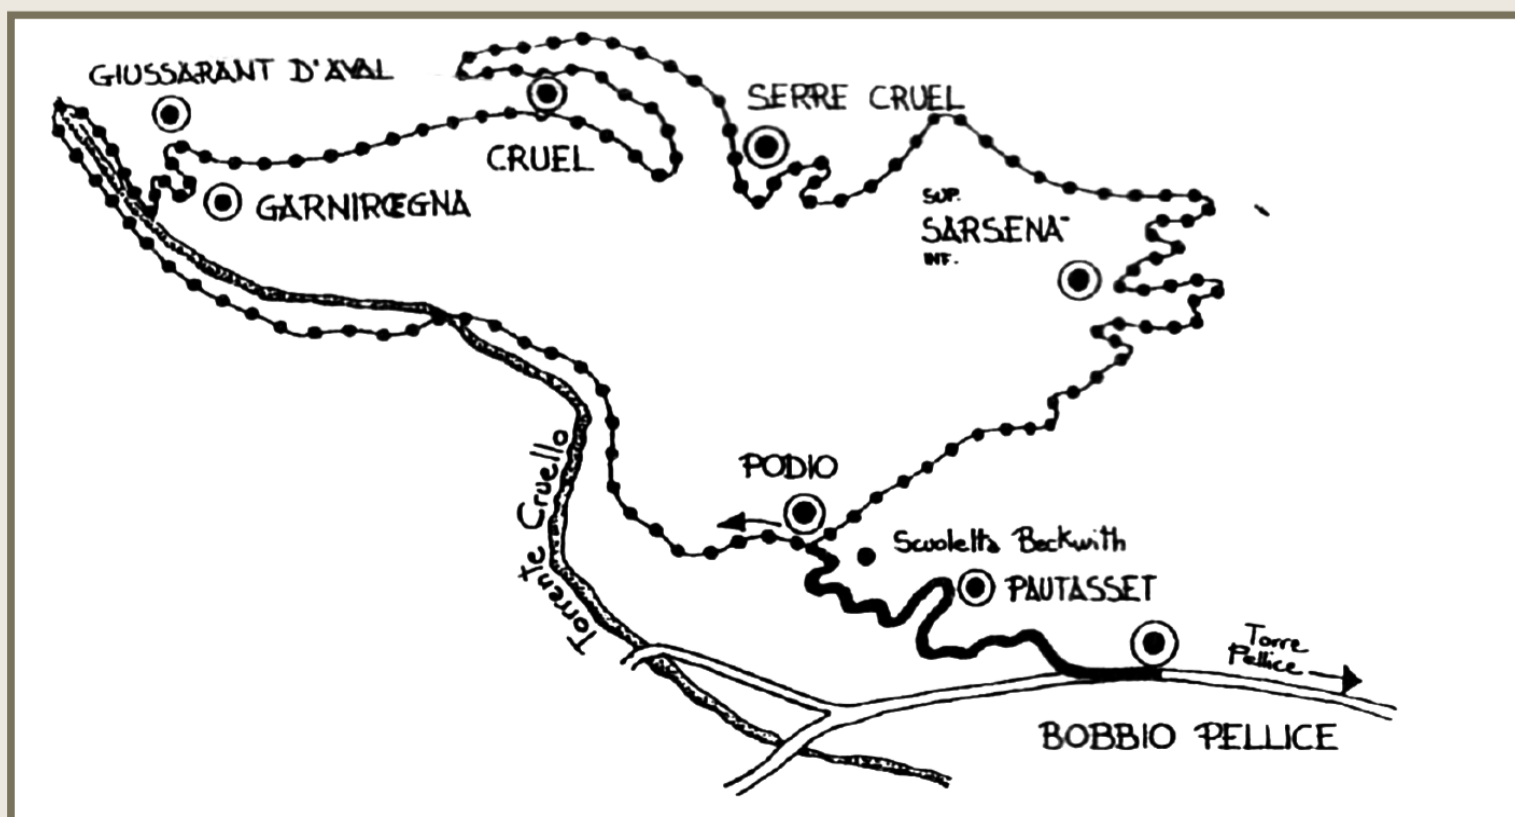 GIUSSARANT D'AVAL
SERRE CRUEL
CRUEL
GARNIREGNA
SUP.
SARSENA'
INF.
PODIO
Torrente Cruello
Scuoletta Beckwith
PAUTASSET
Torre
Pellice
BOBBIO PELLICE